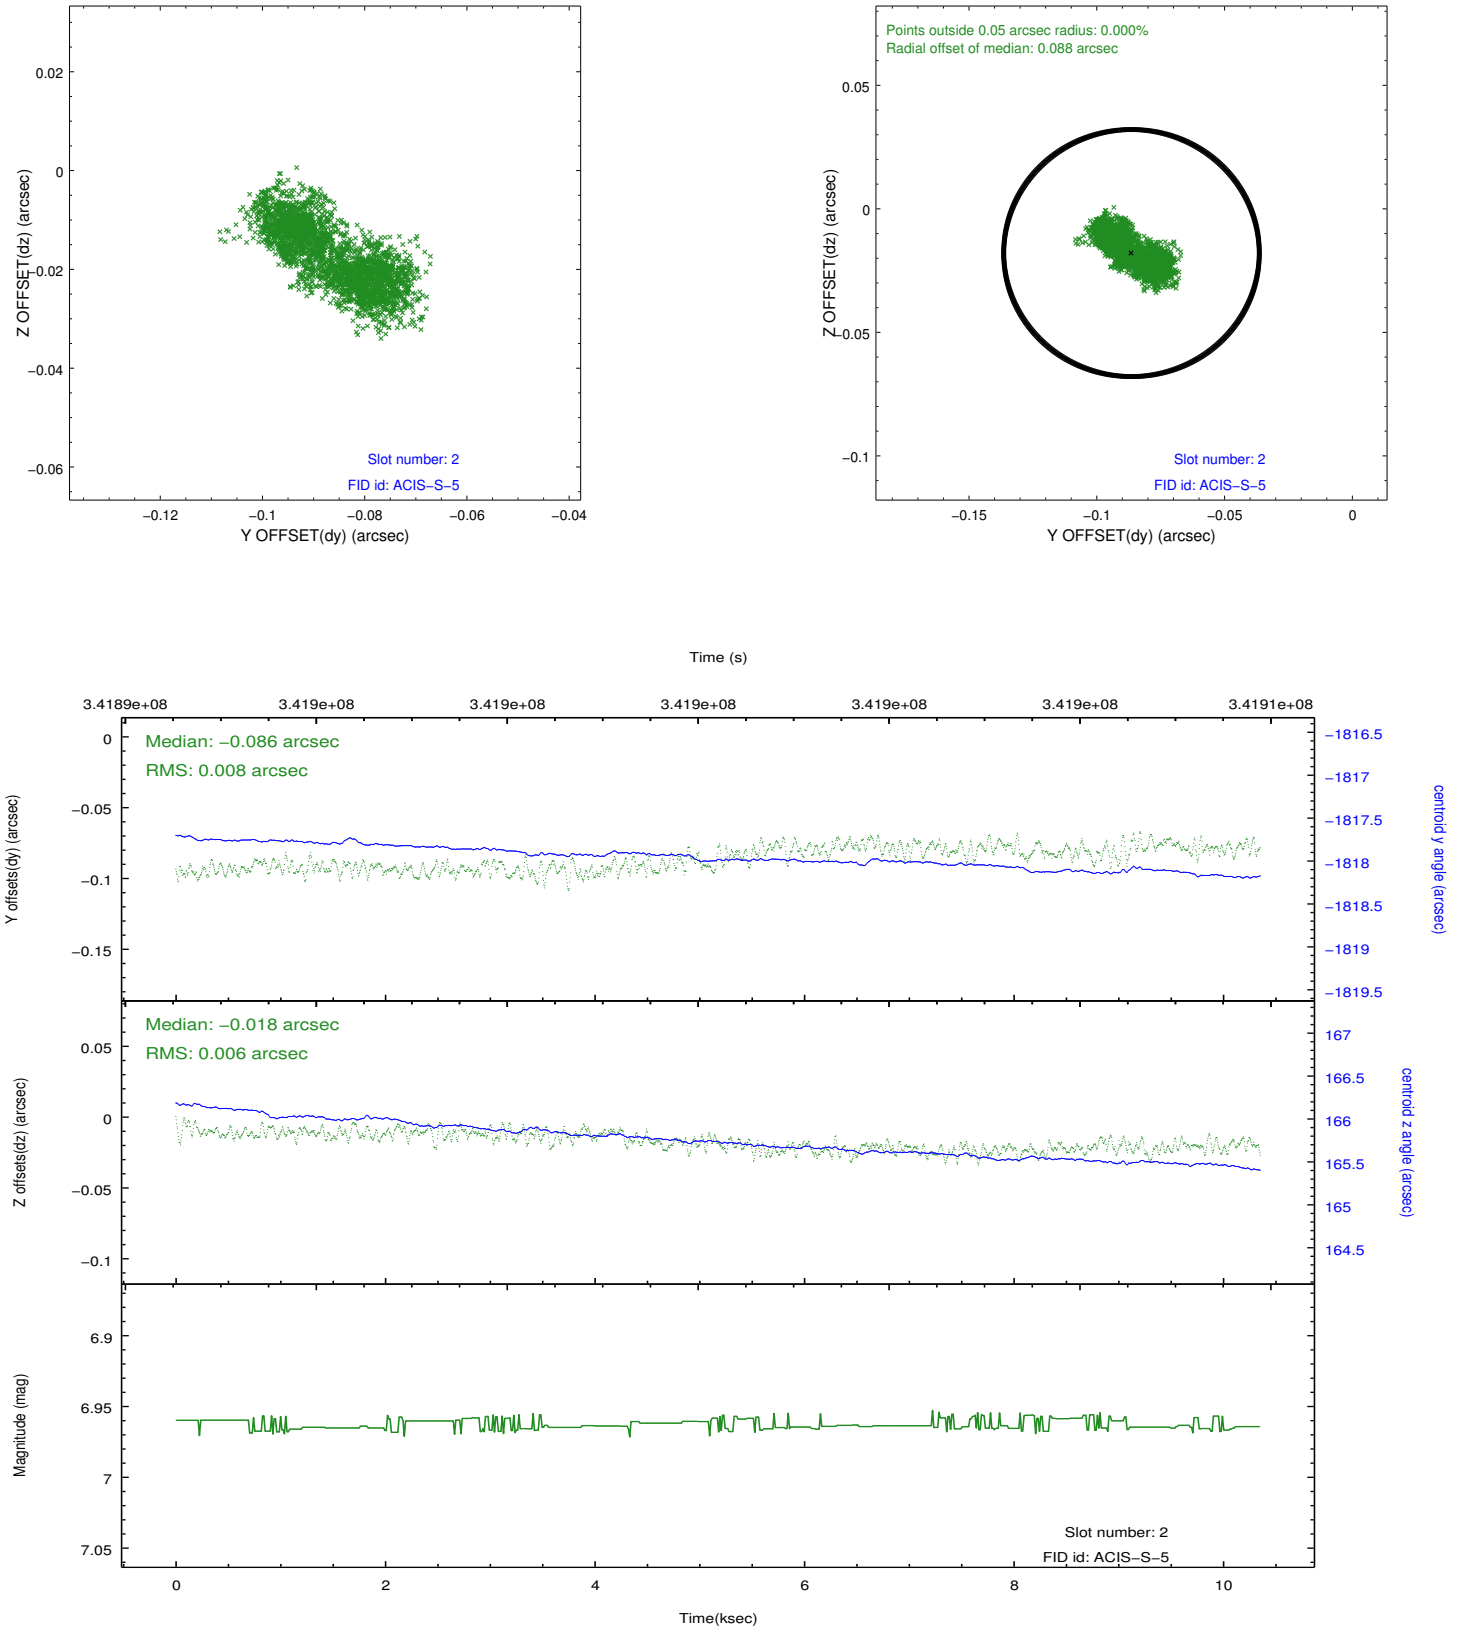 0.02
0
−0.02
−0.04
−0.06
Z OFFSET(dz) (arcsec)
Slot number: 2
FID id: ACIS−S−5
−0.12
−0.1
−0.08
−0.06
−0.04
Y OFFSET(dy) (arcsec)
Points outside 0.05 arcsec radius: 0.000%
Radial offset of median: 0.088 arcsec
0.05
0
−0.05
−0.1
Z OFFSET(dz) (arcsec)
Slot number: 2
FID id: ACIS−S−5
−0.15
−0.1
−0.05
0
Y OFFSET(dy) (arcsec)
Time (s)
3.4189e+08
3.419e+08
3.419e+08
3.419e+08
3.419e+08
3.419e+08
3.4191e+08
Median: −0.086 arcsec
RMS: 0.008 arcsec
0
−0.05
−0.1
−0.15
Y offsets(dy) (arcsec)
−1816.5
−1817
−1817.5
−1818
−1818.5
−1819
−1819.5
centroid y angle (arcsec)
Median: −0.018 arcsec
RMS: 0.006 arcsec
0.05
0
−0.05
−0.1
Z offsets(dz) (arcsec)
167
166.5
166
165.5
165
164.5
centroid z angle (arcsec)
6.9
6.95
7
7.05
Magnitude (mag)
Slot number: 2
FID id: ACIS−S−5
0
2
4
6
8
10
Time(ksec)